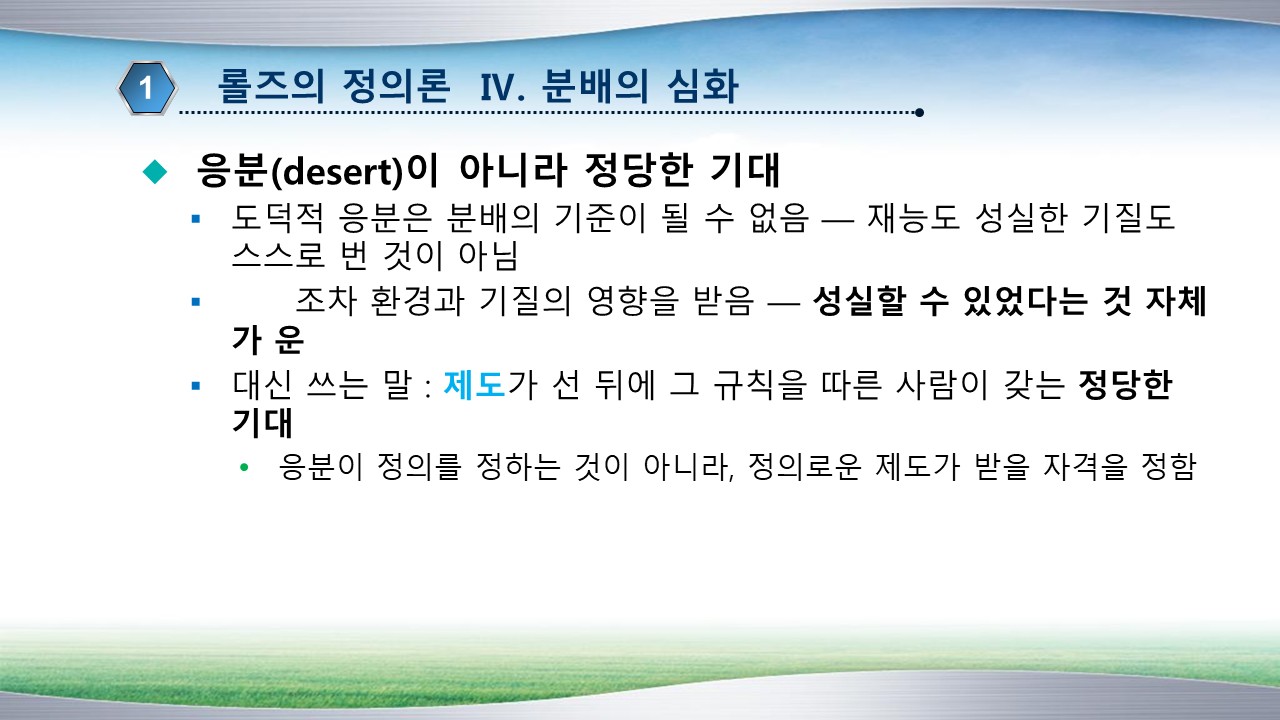 1
롤즈의 정의론 Ⅳ. 분배의 심화
응분(desert)이 아니라 정당한 기대
도덕적 응분은 분배의 기준이 될 수 없음 — 재능도 성실한 기질도
스스로 번 것이 아님
조차 환경과 기질의 영향을 받음 — 성실할 수 있었다는 것 자체
가 운
대신 쓰는 말 : 제도가 선 뒤에 그 규칙을 따른 사람이 갖는 정당한
기대
응분이 정의를 정하는 것이 아니라, 정의로운 제도가 받을 자격을 정함